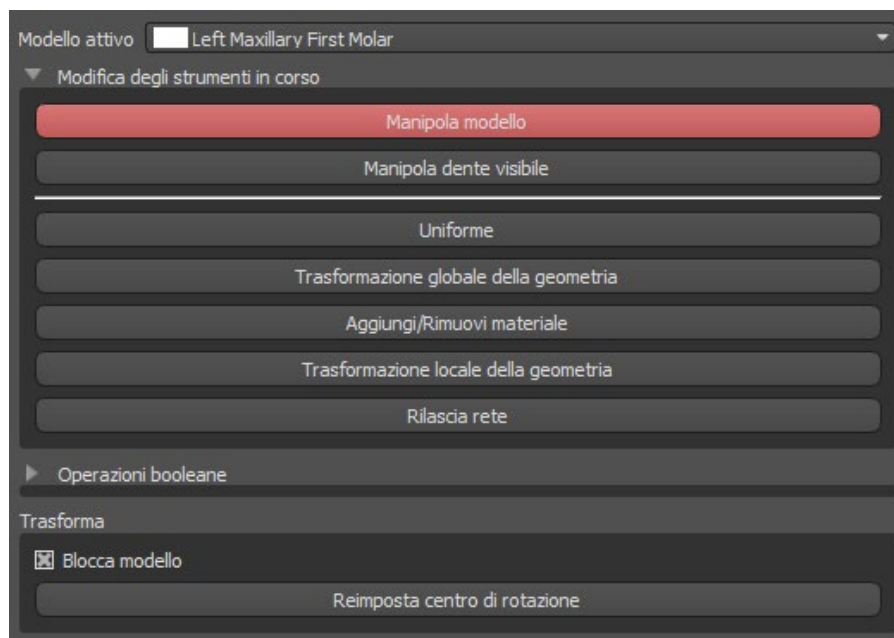 Modello attivo Left Maxillary First Molar
Modifica degli strumenti in corso
Manipola modello
Manipola dente visibile
Uniforme
Trasformazione globale della geometria
Aggiungi/Rimuovi materiale
Trasformazione locale della geometria
Rilascia rete
Operazioni booleane
Trasforma
Blocca modello
Reimposta centro di rotazione